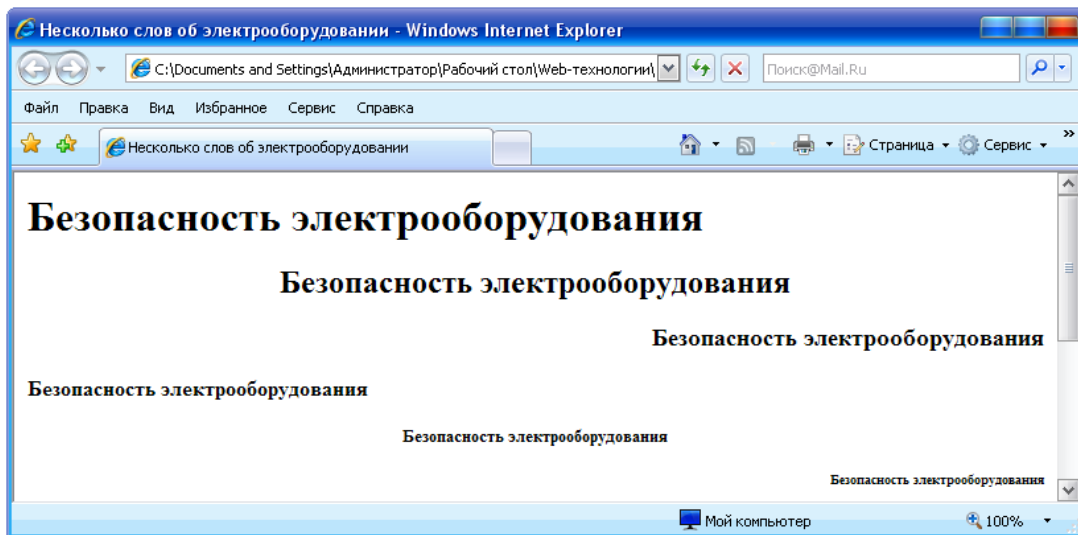 Несколько слов об электрооборудовании - Windows Internet Explorer
C:\Documents and Settings\Администратор\Рабочий стол\Web-технологии\ Поиск@Mail.Ru
Файл Правка Вид Избранное Сервис Справка
Несколько слов об электрооборудовании Страница Сервис »
Безопасность электрооборудования
Безопасность электрооборудования
Безопасность электрооборудования
Безопасность электрооборудования
Безопасность электрооборудования
Безопасность электрооборудования
Мой компьютер 100%